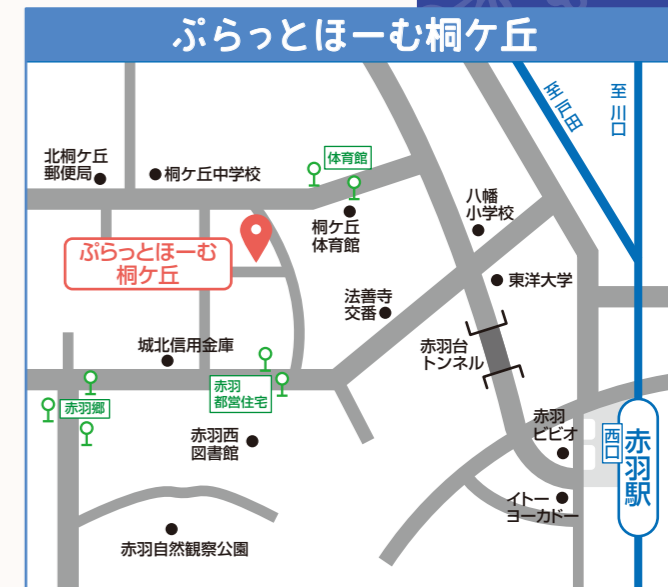 ぷらっとほーむ桐ケ丘
至 戸田
至 川口
北桐ケ丘
郵便局
桐ケ丘中学校
体育館
桐ケ丘
体育館
八幡
小学校
ぷらっとほーむ
桐ケ丘
東洋大学
法善寺
交番
城北信用金庫
赤羽台
トンネル
赤羽
都営住宅
赤羽郷
赤羽西
図書館
赤羽
ビビオ
西口
赤羽駅
イトー
ヨーカドー
赤羽自然観察公園